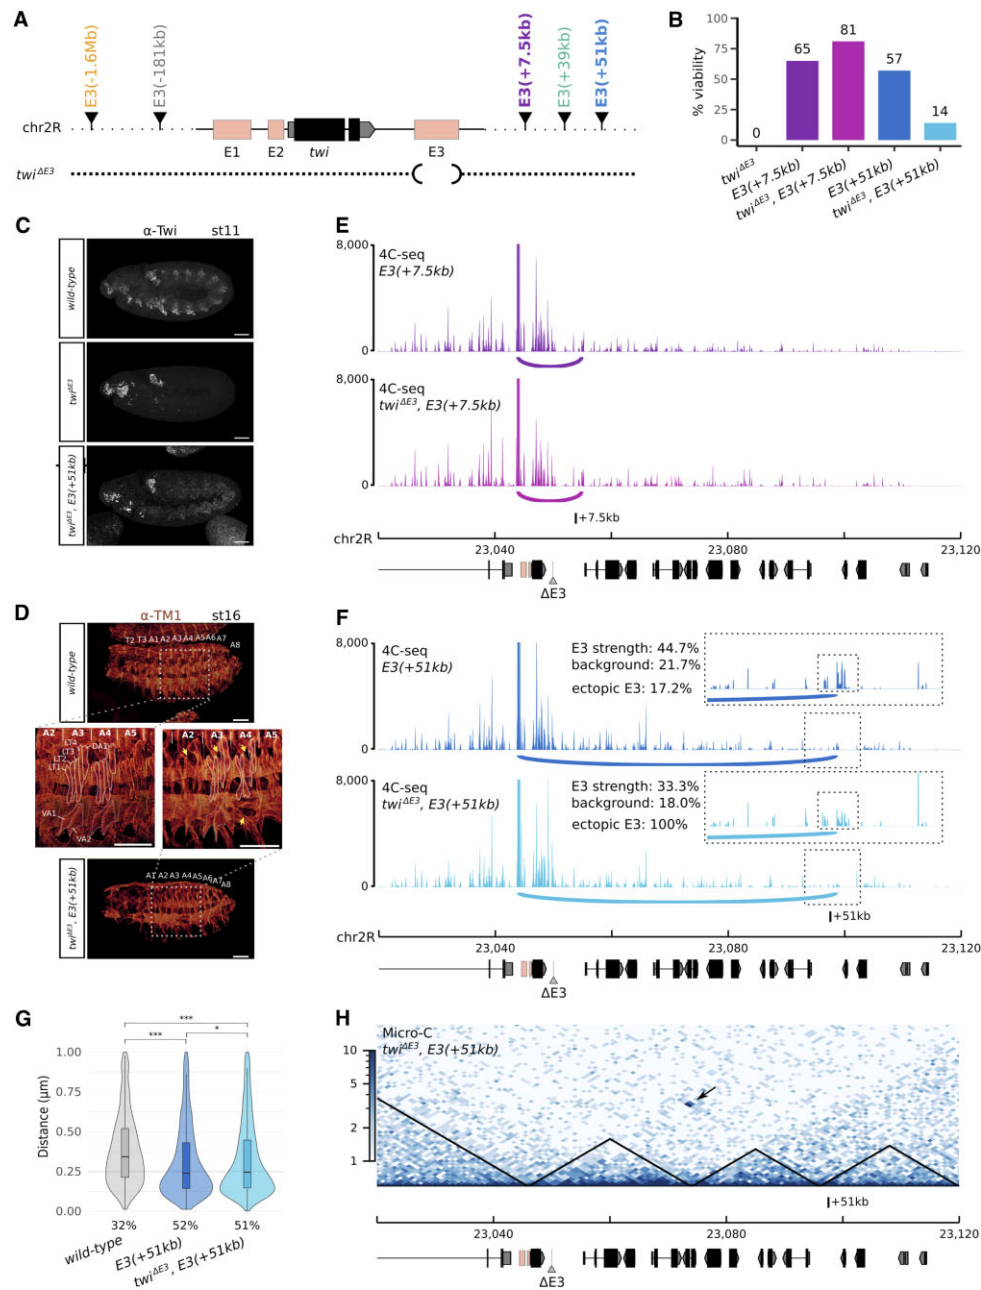 A
E3(-1.6Mb)
E3(-181kb)
E3(+7.5kb)
E3(+39kb)
E3(+51kb)
chr2R
E1
E2
twi
E3
twiΔE3
B
% viability
100
75
50
25
0
0
65
81
57
14
twiΔE3
E3(+7.5kb)
twiΔE3, E3(+7.5kb)
E3(+51kb)
twiΔE3, E3(+51kb)
C
α-Twi st11
wild-type
twiΔE3
twiΔE3, E3(+51kb)
E
8,000
4C-seq
E3(+7.5kb)
0
8,000
4C-seq
twiΔE3, E3(+7.5kb)
0
+7.5kb
chr2R
23,040 23,080 23,120
ΔE3
D
α-TM1 st16
wild-type
T2 T3 A1 A2 A3 A4 A5 A6 A7
A8
A2 A3 A4 A5
LT4
LT3
LT2
LT1
DA1
VA1
VA2
A2 A3 A4 A5
twiΔE3, E3(+51kb)
A1 A2 A3 A4 A5 A6 A7
A8
F
8,000
4C-seq
E3(+51kb)
E3 strength: 44.7%
background: 21.7%
ectopic E3: 17.2%
0
8,000
4C-seq
twiΔE3, E3(+51kb)
E3 strength: 33.3%
background: 18.0%
ectopic E3: 100%
0
+51kb
chr2R
23,040 23,080 23,120
ΔE3
G
***
*** *
Distance (μm)
1.00
0.75
0.50
0.25
0.00
32% 52% 51%
wild-type
E3(+51kb)
twiΔE3, E3(+51kb)
H
Micro-C
twiΔE3, E3(+51kb)
10
5
2
1
+51kb
23,040 23,080 23,120
ΔE3